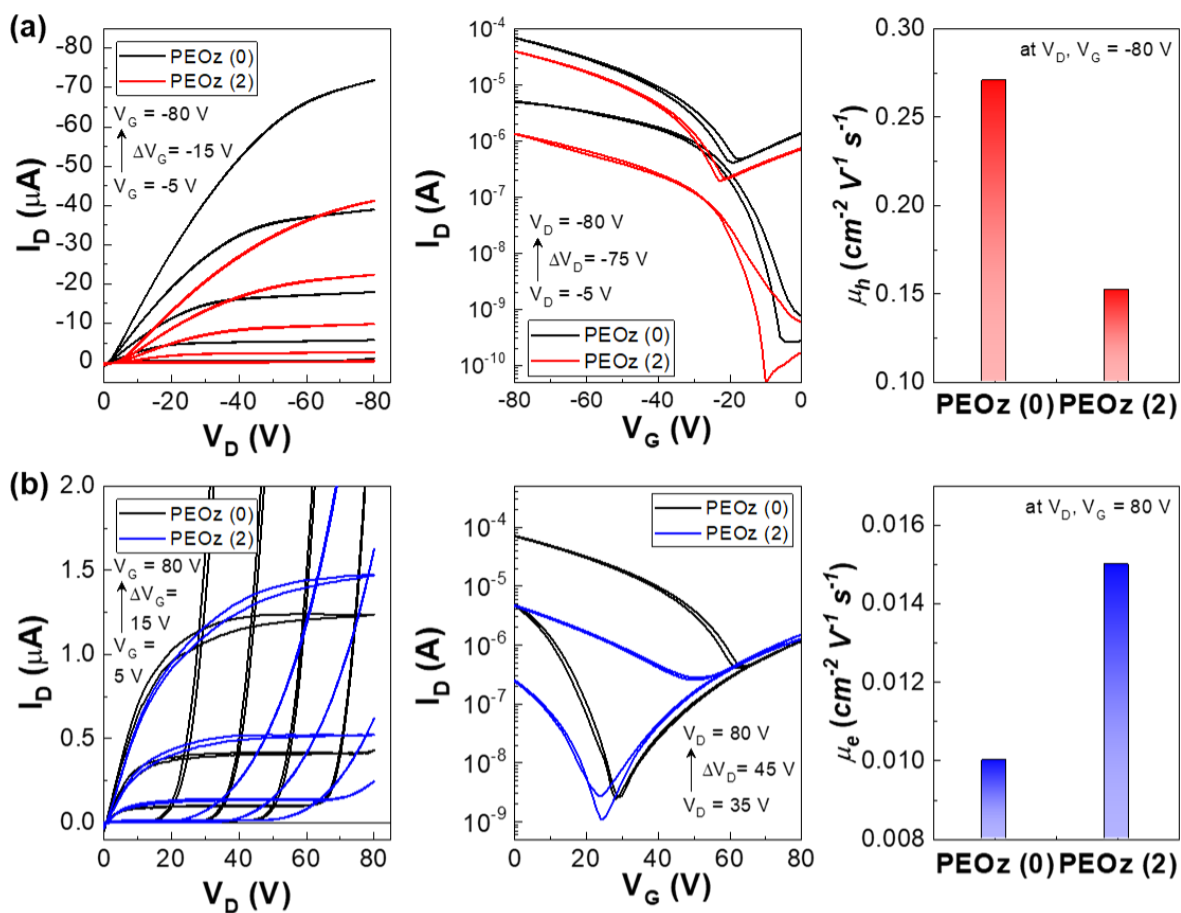 (a)
-80
-70
-60
-50
-40
-30
-20
-10
0
I_D (μA)
PEOz (0)
PEOz (2)
V_G = -80 V
ΔV_G= -15 V
V_G = -5 V
0 -20 -40 -60 -80
V_D (V)
10^-4
10^-5
10^-6
10^-7
10^-8
10^-9
10^-10
I_D (A)
V_D = -80 V
ΔV_D = -75 V
V_D = -5 V
PEOz (0)
PEOz (2)
-80 -60 -40 -20 0
V_G (V)
0.30
0.25
0.20
0.15
0.10
μ_h (cm^-2 V^-1 s^-1)
at V_D, V_G = -80 V
PEOz (0) PEOz (2)
(b)
2.0
1.5
1.0
0.5
0.0
I_D (μA)
PEOz (0)
PEOz (2)
V_G = 80 V
ΔV_G=
15 V
V_G =
5 V
0 20 40 60 80
V_D (V)
10^-4
10^-5
10^-6
10^-7
10^-8
10^-9
I_D (A)
PEOz (0)
PEOz (2)
V_D = 80 V
ΔV_D= 45 V
V_D = 35 V
0 20 40 60 80
V_G (V)
0.016
0.014
0.012
0.010
0.008
μ_e (cm^-2 V^-1 s^-1)
at V_D, V_G = 80 V
PEOz (0) PEOz (2)